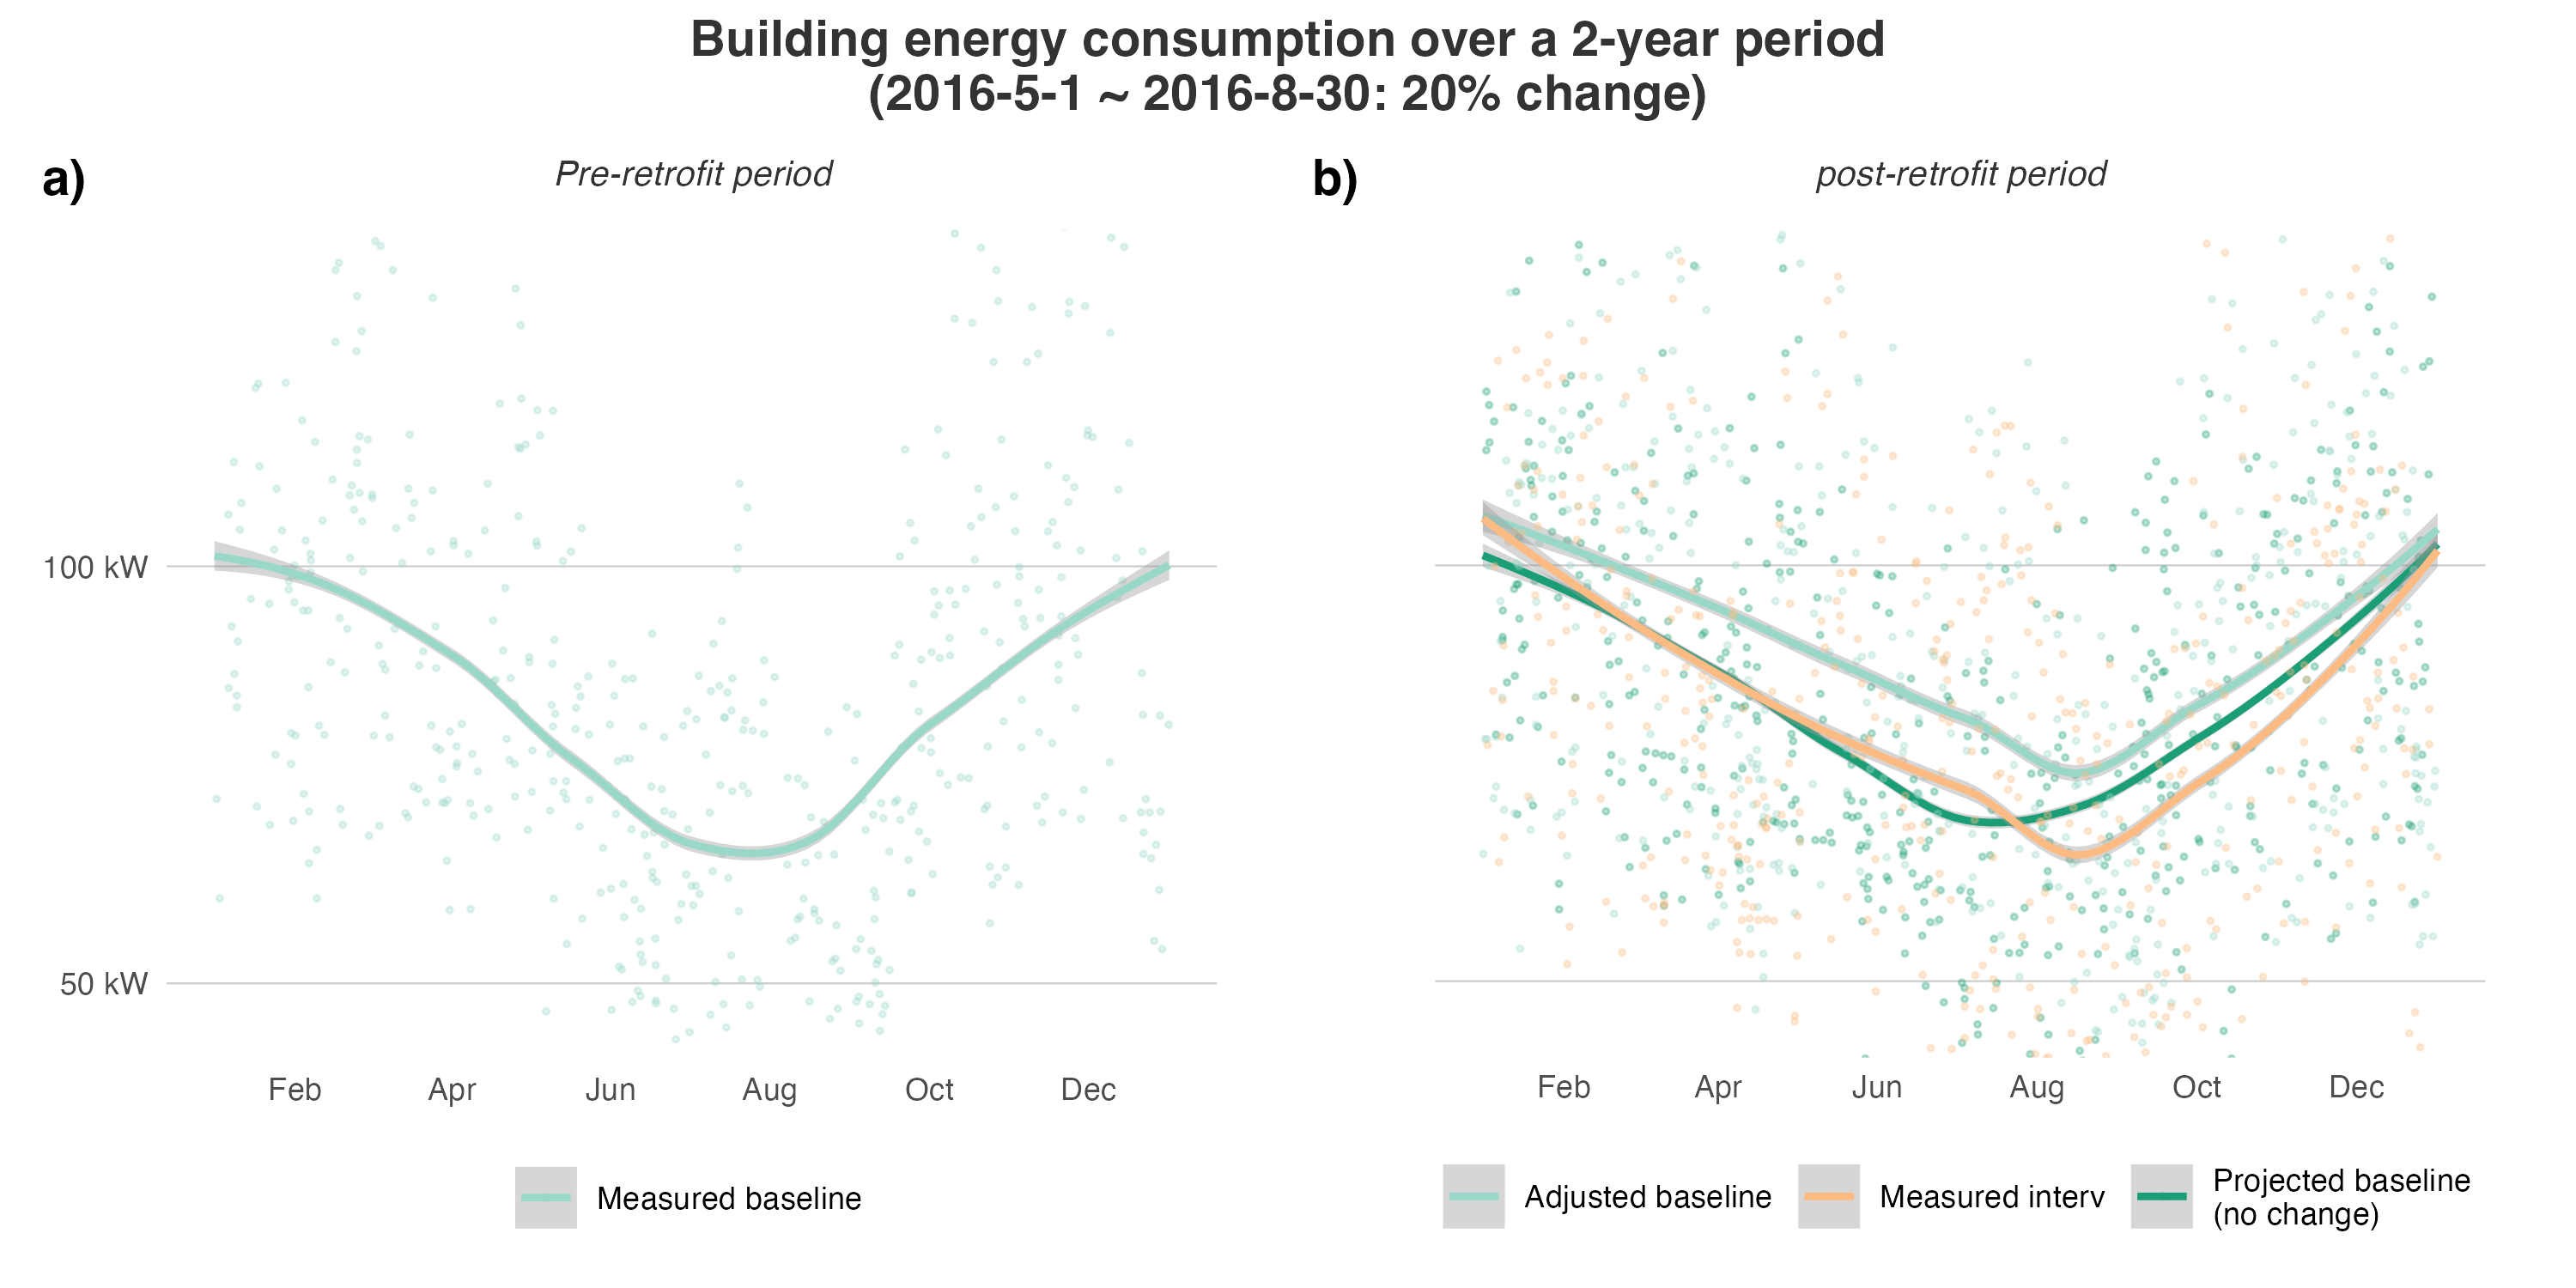 Building energy consumption over a 2-year period
(2016-5-1 ~ 2016-8-30: 20% change)
a)
Pre-retrofit period
100 kW
50 kW
Feb Apr Jun Aug Oct Dec
Measured baseline
b)
post-retrofit period
Feb Apr Jun Aug Oct Dec
Adjusted baseline
Measured interv
Projected baseline
(no change)